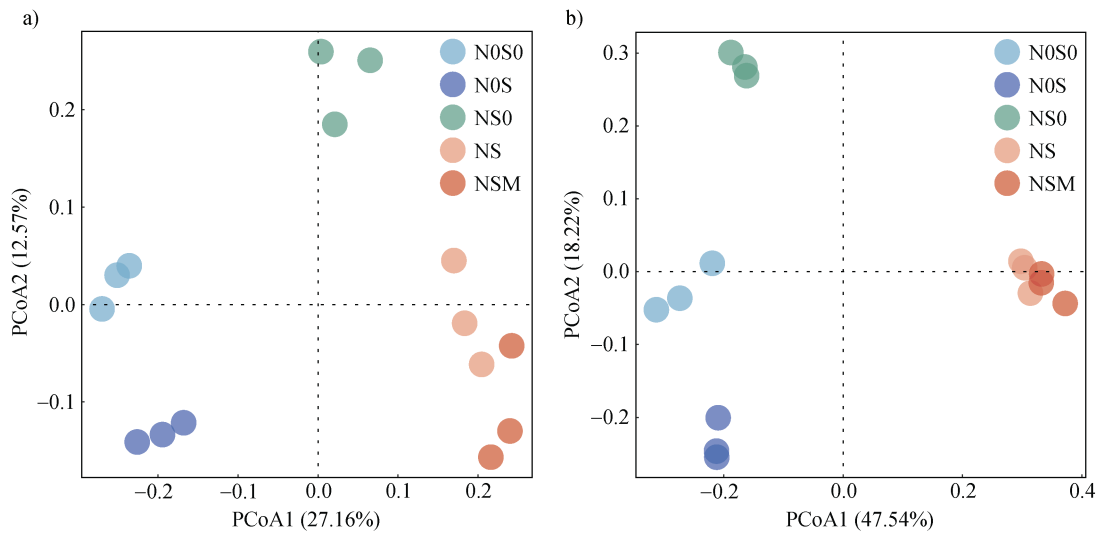 a)
N0S0
N0S
NS0
NS
NSM
0.2
0.1
0.0
−0.1
PCoA2 (12.57%)
−0.2
−0.1
0.0
0.1
0.2
PCoA1 (27.16%)
b)
N0S0
N0S
NS0
NS
NSM
0.3
0.2
0.1
0.0
−0.1
−0.2
PCoA2 (18.22%)
−0.2
0.0
0.2
0.4
PCoA1 (47.54%)